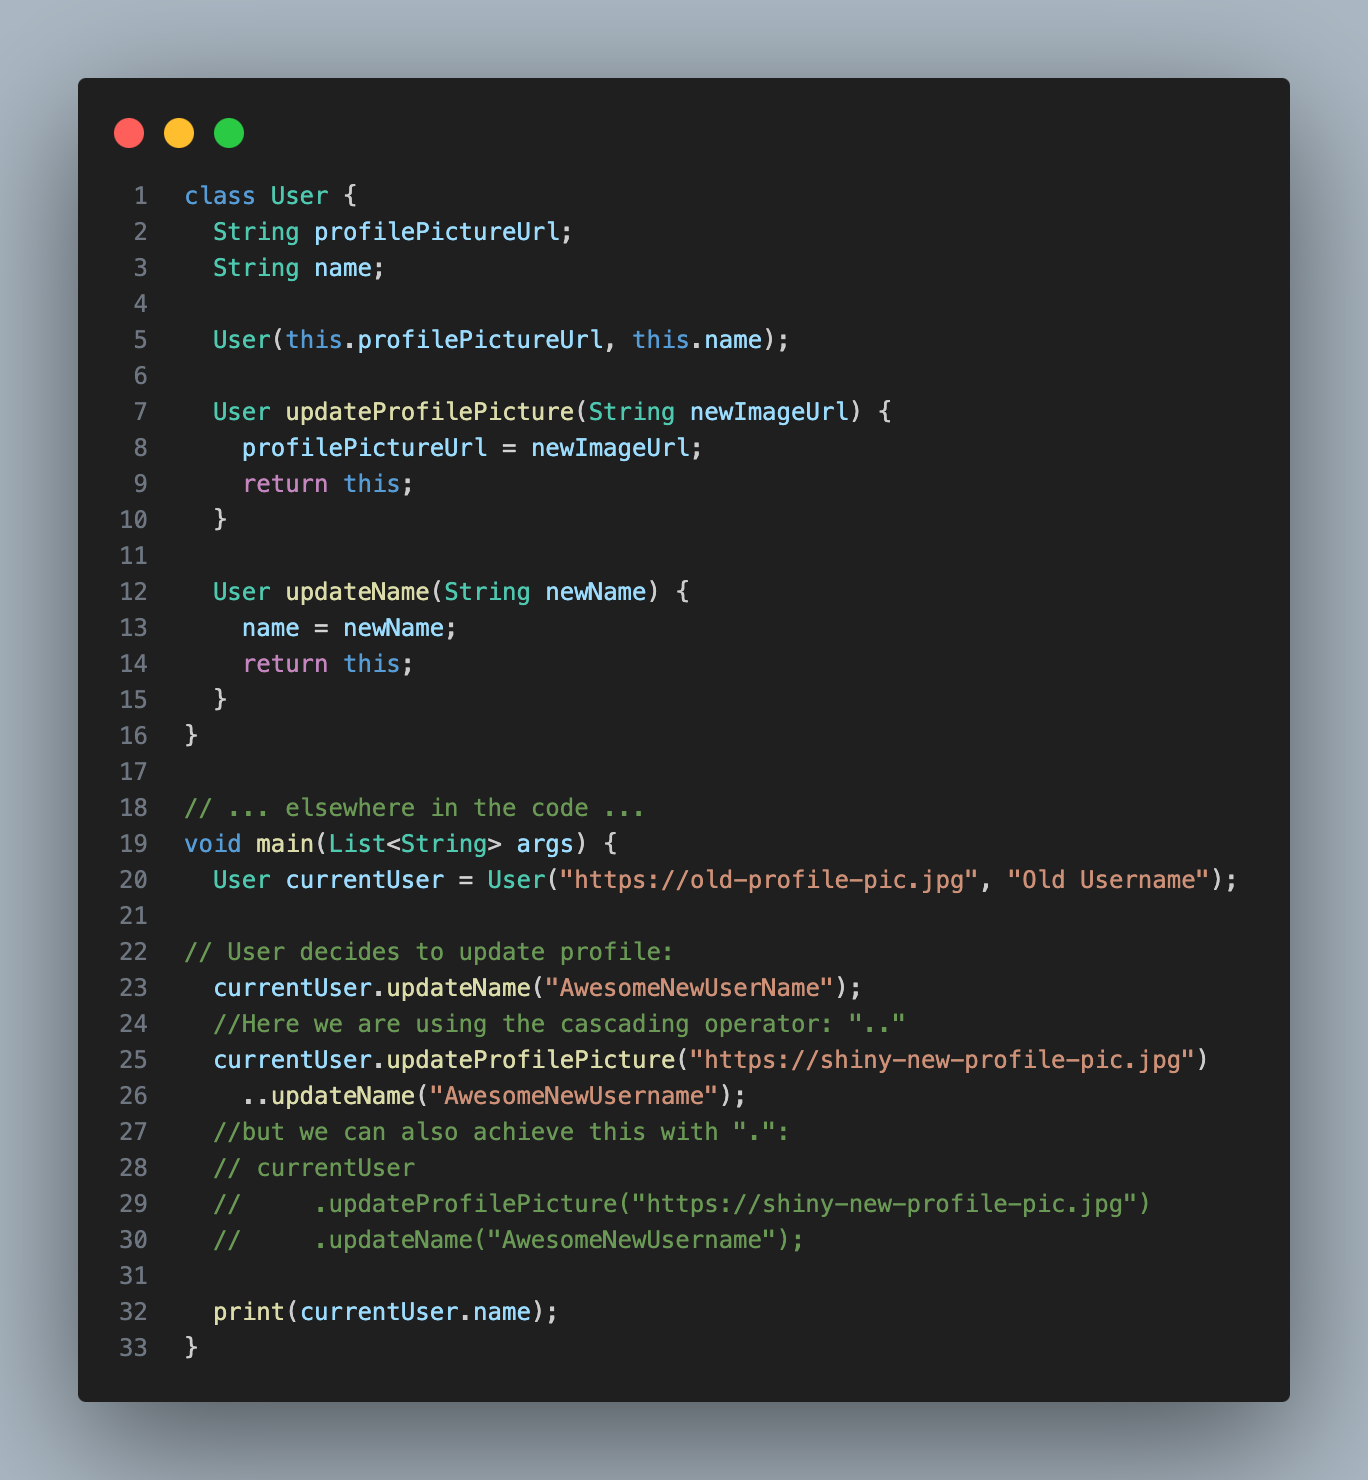 1 class User {
2   String profilePictureUrl;
3   String name;
4
5   User(this.profilePictureUrl, this.name);
6
7   User updateProfilePicture(String newImageUrl) {
8     profilePictureUrl = newImageUrl;
9     return this;
10   }
11
12   User updateName(String newName) {
13     name = newName;
14     return this;
15   }
16 }
17
18 // ... elsewhere in the code ...
19 void main(List<String> args) {
20   User currentUser = User("https://old-profile-pic.jpg", "Old Username");
21
22 // User decides to update profile:
23   currentUser.updateName("AwesomeNewUserName");
24   //Here we are using the cascading operator: ".."
25   currentUser.updateProfilePicture("https://shiny-new-profile-pic.jpg")
26     ..updateName("AwesomeNewUsername");
27   //but we can also achieve this with ".":
28   // currentUser
29   //     .updateProfilePicture("https://shiny-new-profile-pic.jpg")
30   //     .updateName("AwesomeNewUsername");
31
32   print(currentUser.name);
33 }